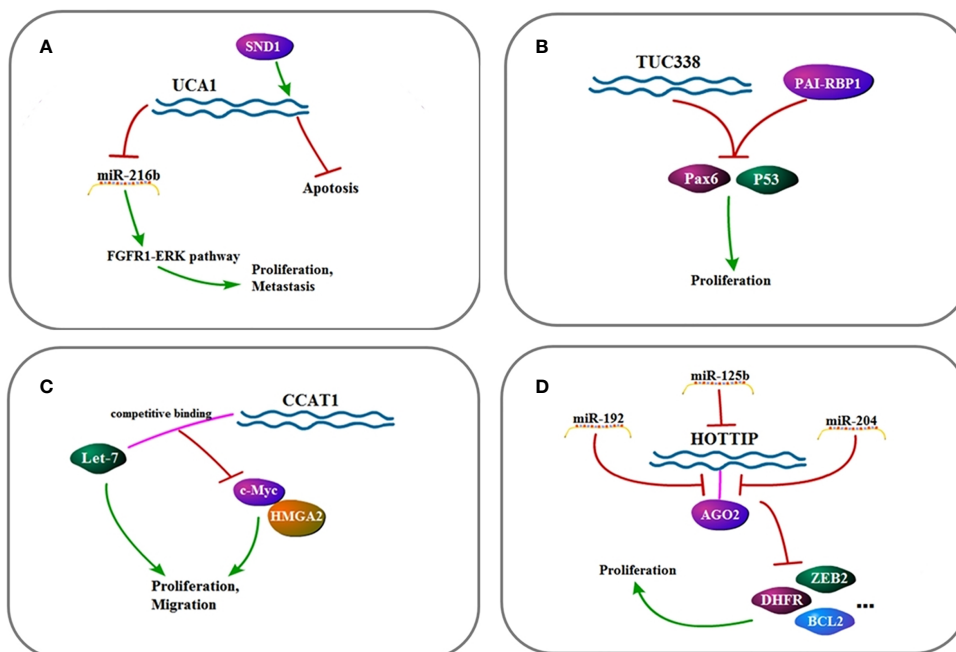 A
SND1
UCA1
miR-216b
Apotosis
FGFR1-ERK pathway
Proliferation,
Metastasis
B
TUC338
PAI-RBP1
Pax6
P53
Proliferation
C
competitive binding
CCAT1
Let-7
c-Myc
HMGA2
Proliferation,
Migration
D
miR-125b
miR-192
miR-204
HOTTIP
AGO2
Proliferation
ZEB2
DHFR
...
BCL2